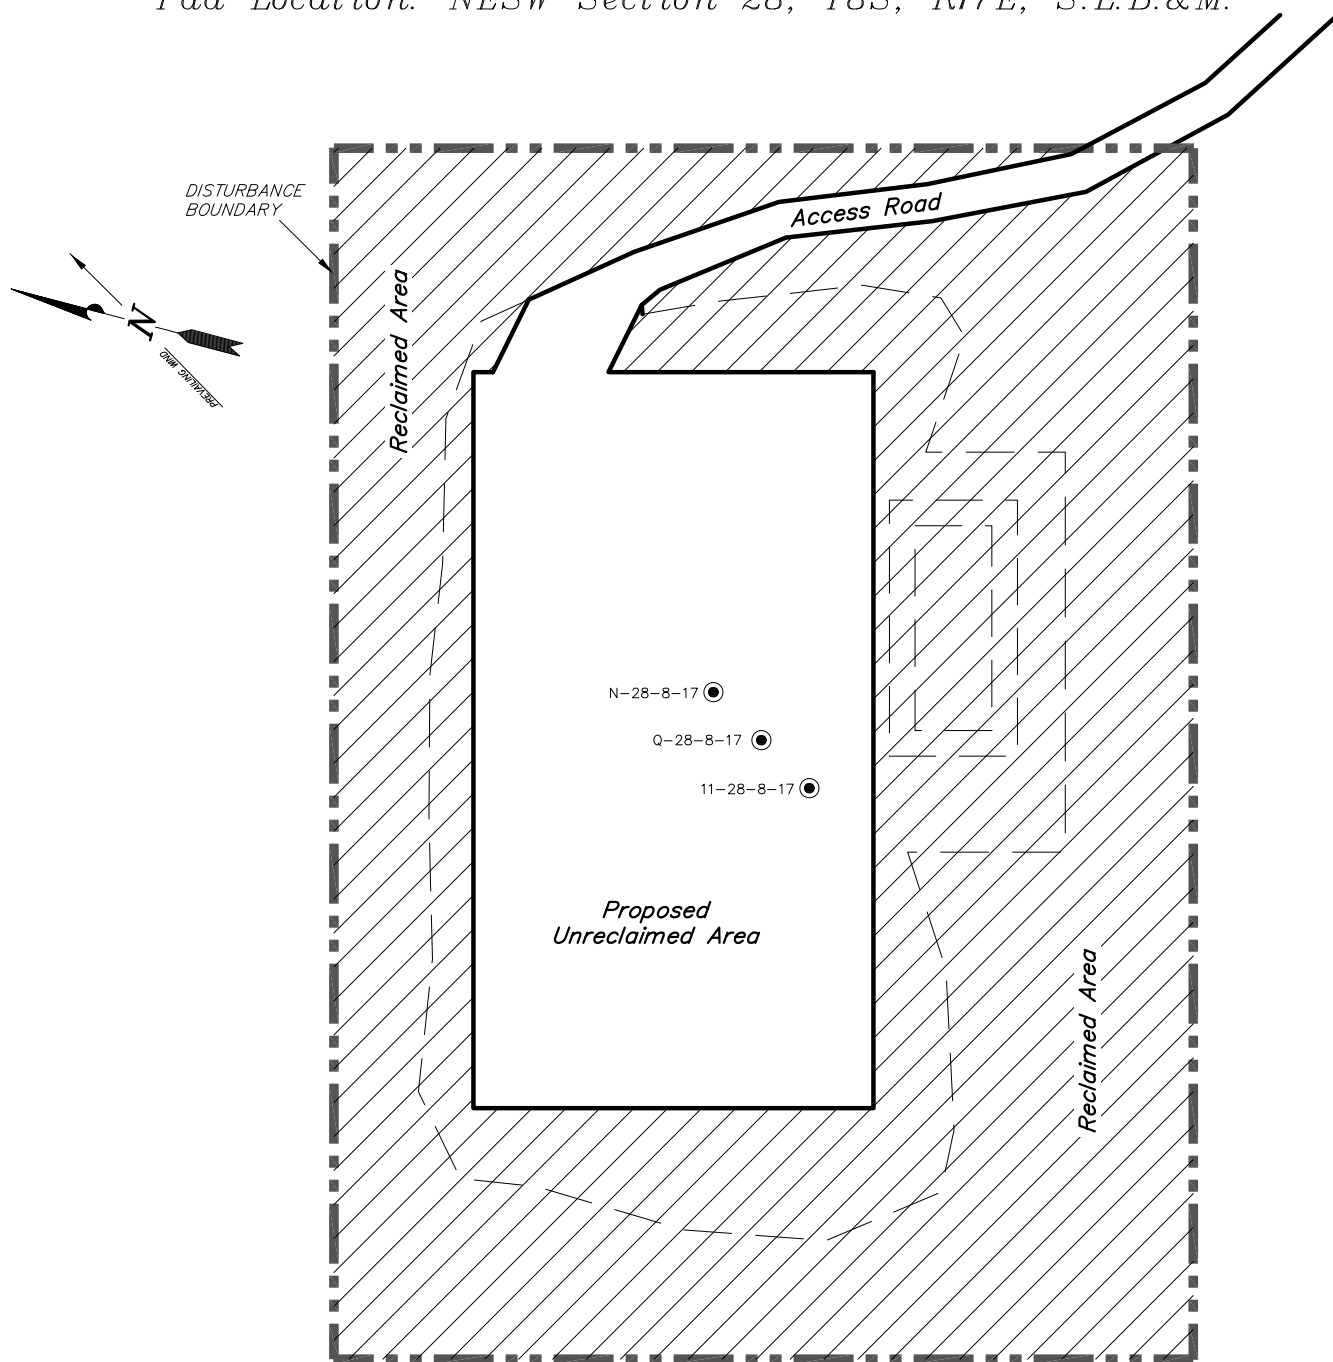 Pad Location: NESW Section 28, T8S, R17E, S.L.B.&M.
DISTURBANCE
BOUNDARY
Access Road
Reclaimed Area
N
PREVAILING WIND
N-28-8-17
Q-28-8-17
11-28-8-17
Proposed
Unreclaimed Area
Reclaimed Area